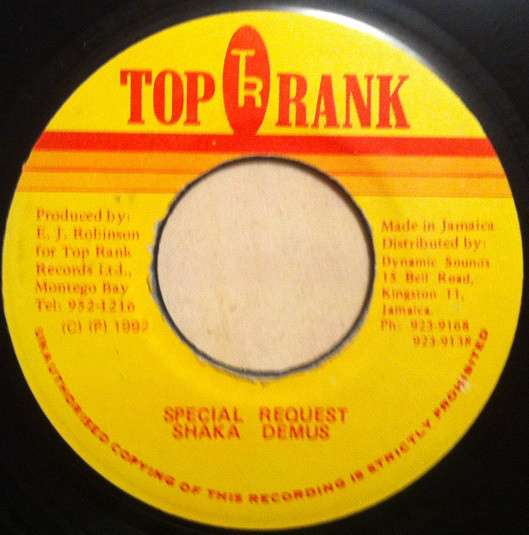 TOP TR RANK
Produced by:
E. J. Robinson
for Top Rank
Records Ltd.,
Montego Bay
Tel: 952-1216
(C) (P) 1992
Made in Jamaica
Distributed by:
Dynamic Sounds
15 Bell Road,
Kingston 11,
Jamaica.
Ph: 923-9168
923-9138
SPECIAL REQUEST
SHAKA DEMUS
UNAUTHORISED COPYING OF THIS RECORDING IS STRICTLY PROHIBITED